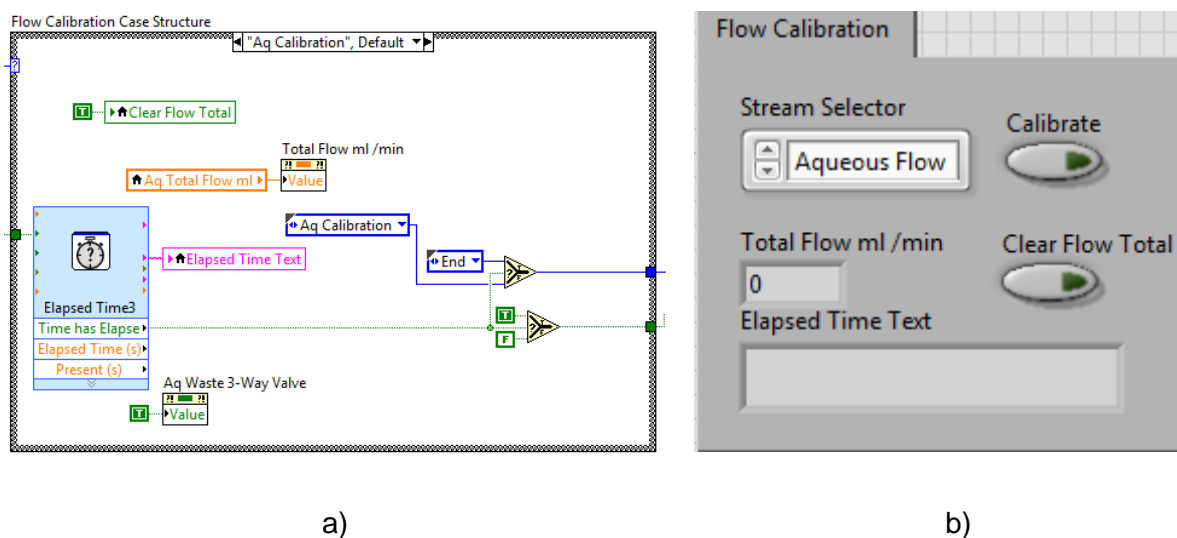 Flow Calibration Case Structure
"Aq Calibration", Default
?
T
Clear Flow Total
Total Flow ml /min
Aq Total Flow ml
?! ?!
Value
Aq Calibration
?
Elapsed Time Text
End
?
F
Elapsed Time3
Time has Elapse
T
?
T
F
F
Elapsed Time (s)
Present (s)
Aq Waste 3-Way Valve
?! ?!
T
Value
a)
Flow Calibration
Stream Selector
Calibrate
Aqueous Flow
Total Flow ml /min
Clear Flow Total
0
Elapsed Time Text
b)